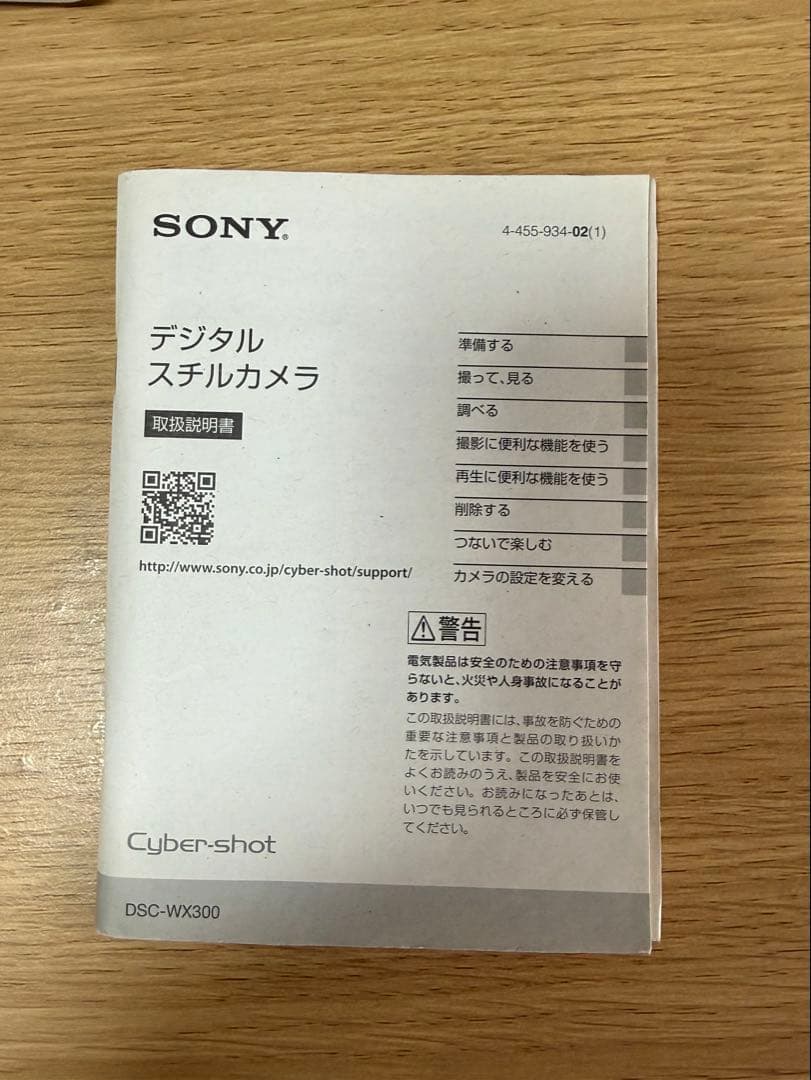 SONY®
4-455-934-02(1)
デジタル
スチルカメラ
取扱説明書
http://www.sony.co.jp/cyber-shot/support/
準備する
撮って、見る
調べる
撮影に便利な機能を使う
再生に便利な機能を使う
削除する
つないで楽しむ
カメラの設定を変える
⚠警告
電気製品は安全のための注意事項を守
らないと、火災や人身事故になることが
あります。
この取扱説明書には、事故を防ぐための
重要な注意事項と製品の取り扱いか
たを示しています。この取扱説明書を
よくお読みのうえ、製品を安全にお使
いください。お読みになったあとは、
いつでも見られるところに必ず保管し
てください。
Cyber-shot
DSC-WX300